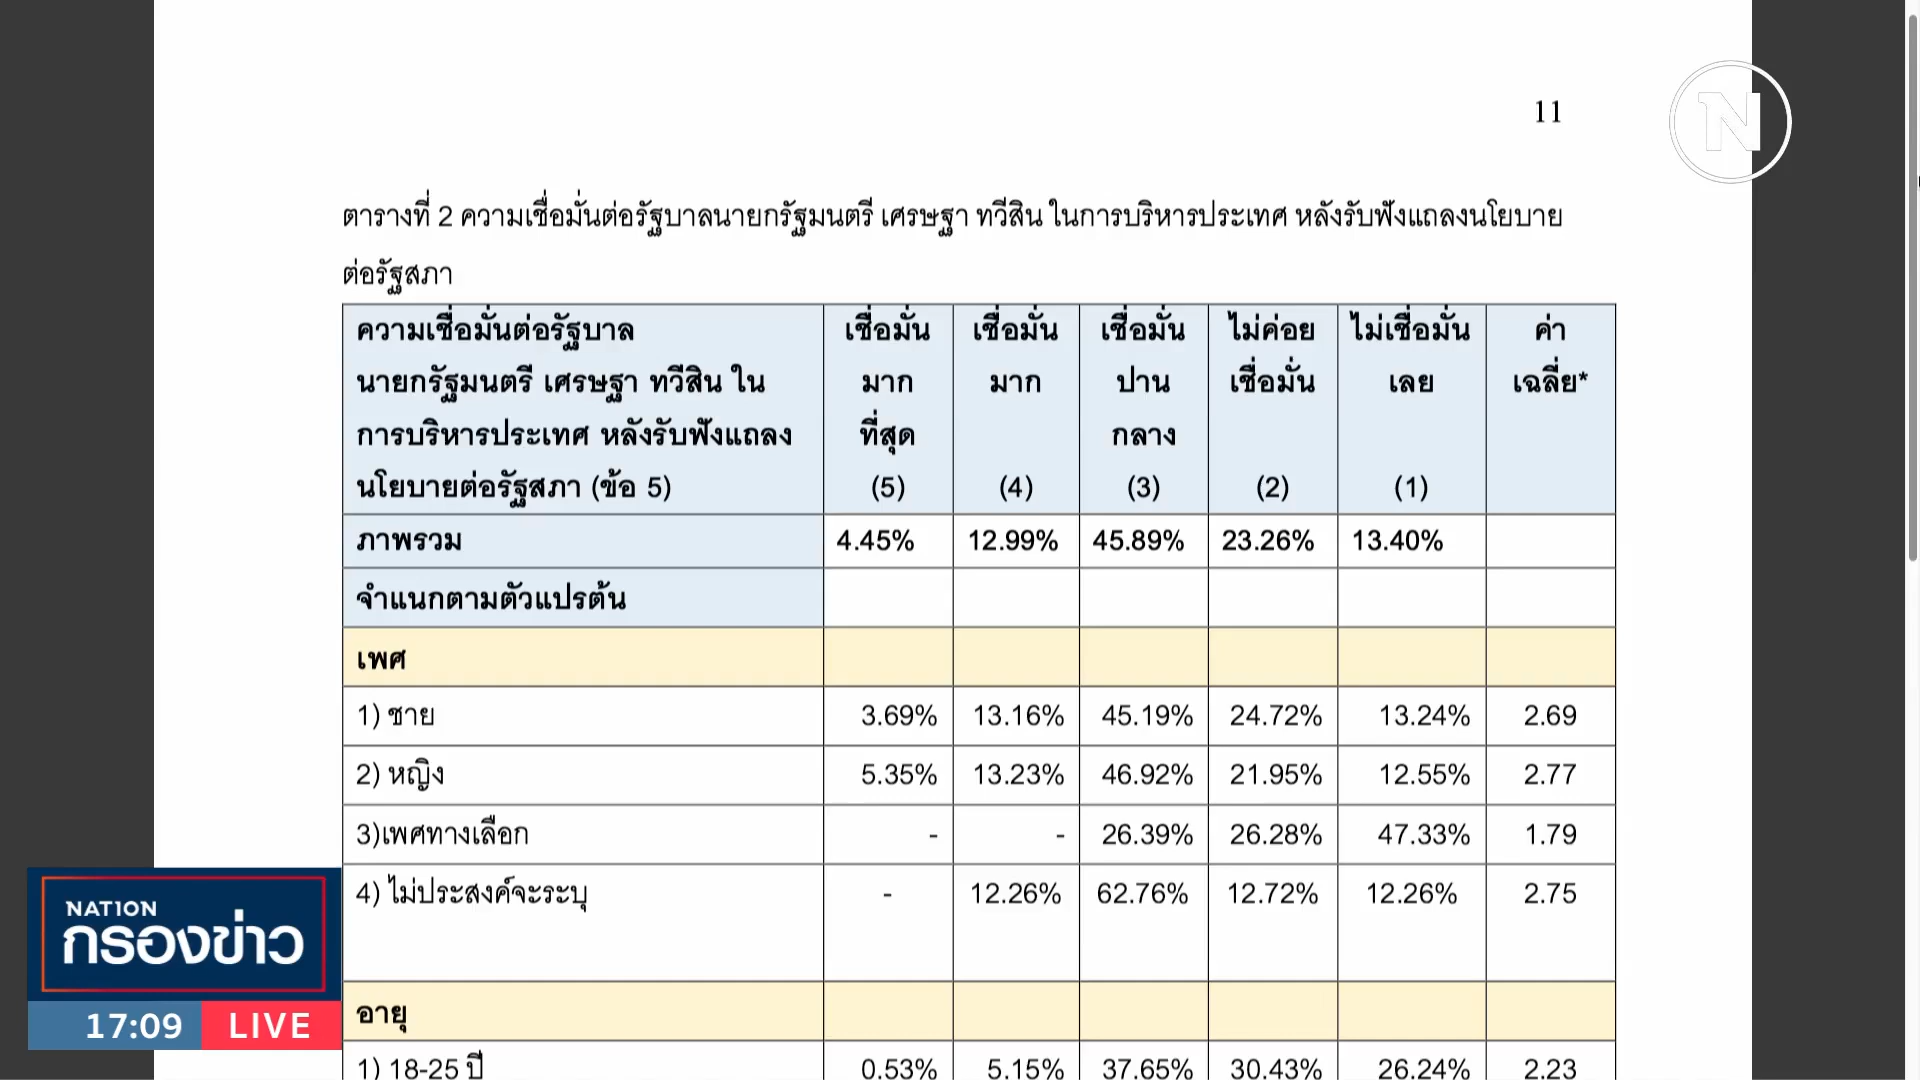 11
ตารางที่ 2 ความเชื่อมั่นต่อรัฐบาลนายกรัฐมนตรี เศรษฐา ทวีสิน ในการบริหารประเทศ หลังรับฟังแถลงนโยบาย
ต่อรัฐสภา
ความเชื่อมั่นต่อรัฐบาล เชื่อมั่น เชื่อมั่น เชื่อมั่น ไม่ค่อย ไม่เชื่อมั่น ค่า
นายกรัฐมนตรี เศรษฐา ทวีสิน ใน มาก มาก ปาน เชื่อมั่น เลย เฉลี่ย*
การบริหารประเทศ หลังรับฟังแถลง ที่สุด กลาง
นโยบายต่อรัฐสภา (ข้อ 5) (5) (4) (3) (2) (1)
ภาพรวม 4.45% 12.99% 45.89% 23.26% 13.40%
จำแนกตามตัวแปรต้น
เพศ
1) ชาย 3.69% 13.16% 45.19% 24.72% 13.24% 2.69
2) หญิง 5.35% 13.23% 46.92% 21.95% 12.55% 2.77
3)เพศทางเลือก - - 26.39% 26.28% 47.33% 1.79
4) ไม่ประสงค์จะระบุ - 12.26% 62.76% 12.72% 12.26% 2.75
อายุ
1) 18-25 ปี 0.53% 5.15% 37.65% 30.43% 26.24% 2.23
N
NATION
กรองข่าว
17:09 LIVE